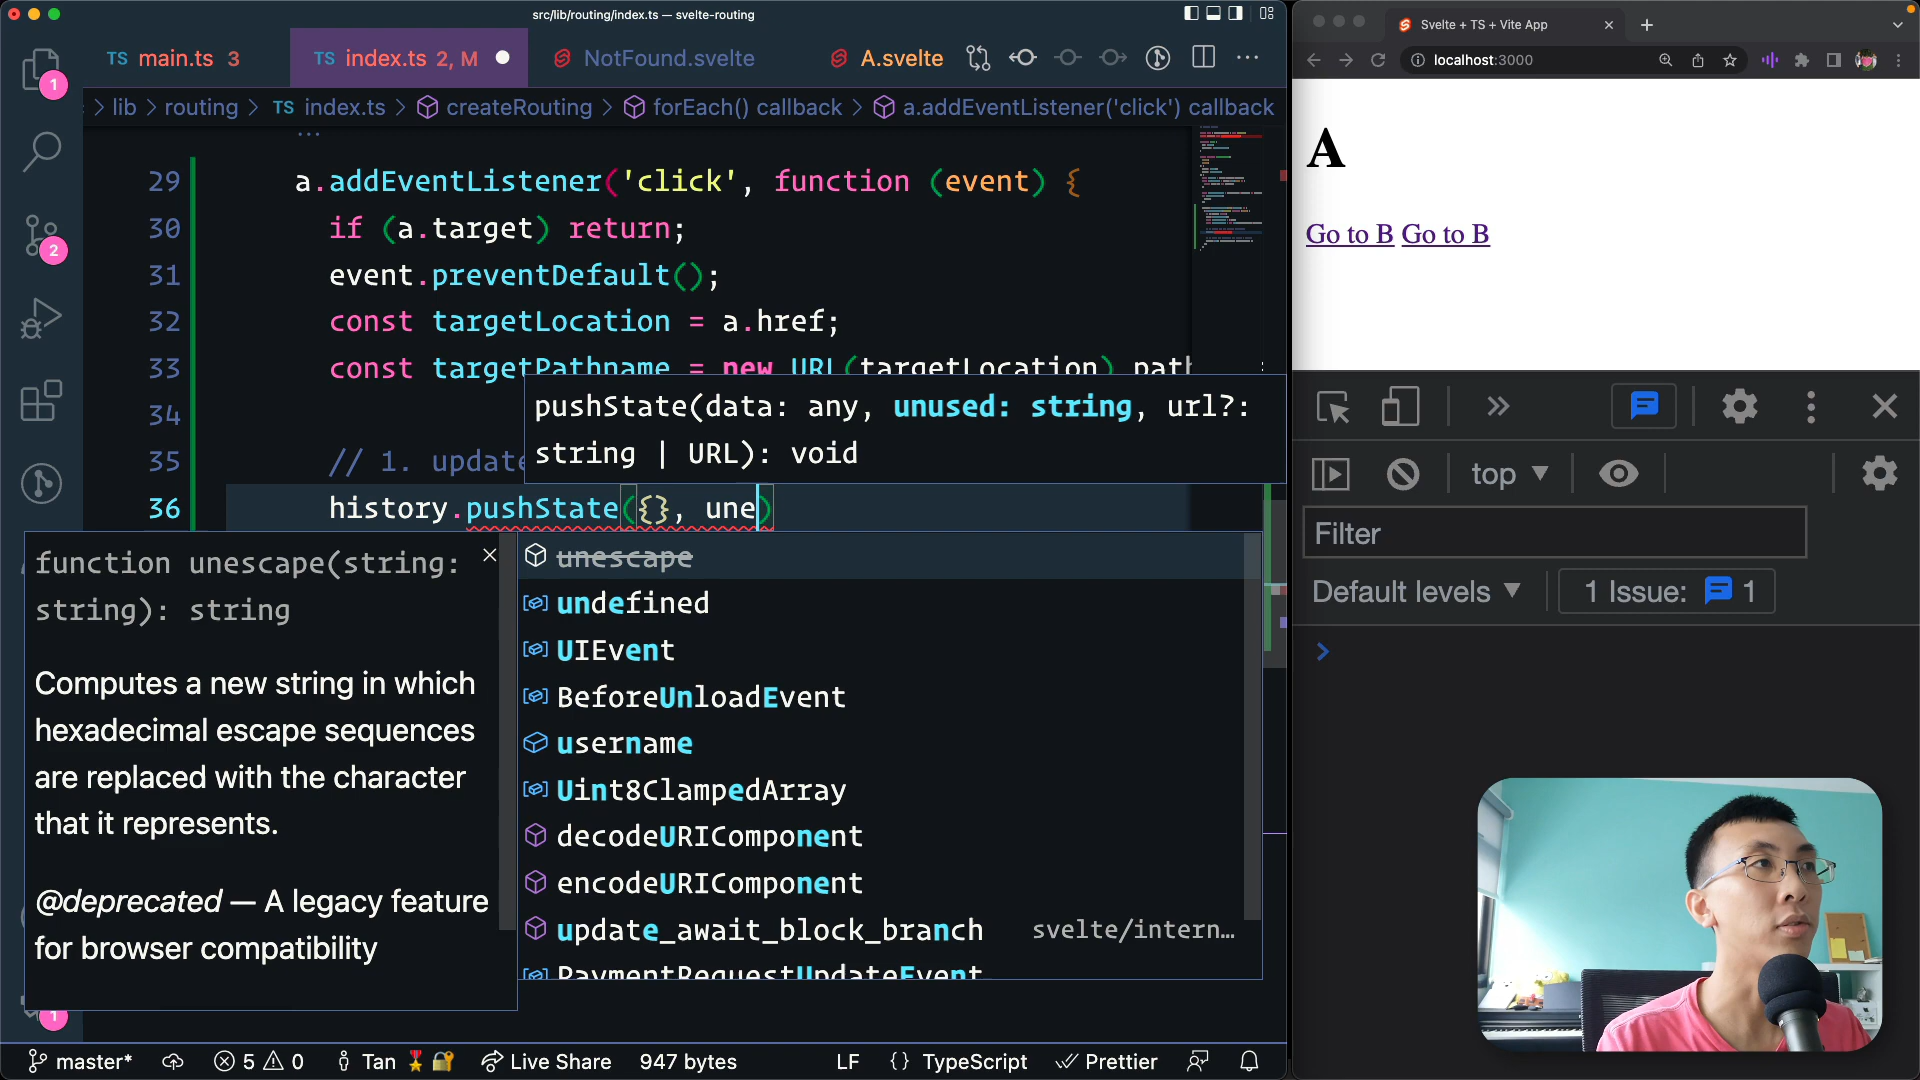 src/lib/routing/index.ts — svelte-routing
TS main.ts 3
TS index.ts 2, M
NotFound.svelte
A.svelte
lib > routing > TS index.ts > createRouting > forEach() callback > a.addEventListener('click') callback
...
29 a.addEventListener('click', function (event) {
30 if (a.target) return;
31 event.preventDefault();
32 const targetLocation = a.href;
33 const targetPathname = new URL(targetLocation).path
34
pushState(data: any, unused: string, url?:
string | URL): void
35 // 1. update
36 history.pushState({}, une)
function unescape(string:
string): string
Computes a new string in which
hexadecimal escape sequences
are replaced with the character
that it represents.
@deprecated — A legacy feature
for browser compatibility
unescape
undefined
UIEvent
BeforeUnloadEvent
username
Uint8ClampedArray
decodeURIComponent
encodeURIComponent
update_await_block_branch svelte/intern...
PaymentRequestUpdateEvent
1
2
1
master* 5 0 Tan Live Share 947 bytes LF {} TypeScript Prettier
Svelte + TS + Vite App
localhost:3000
A
Go to B Go to B
top
Filter
Default levels 1 Issue: 1